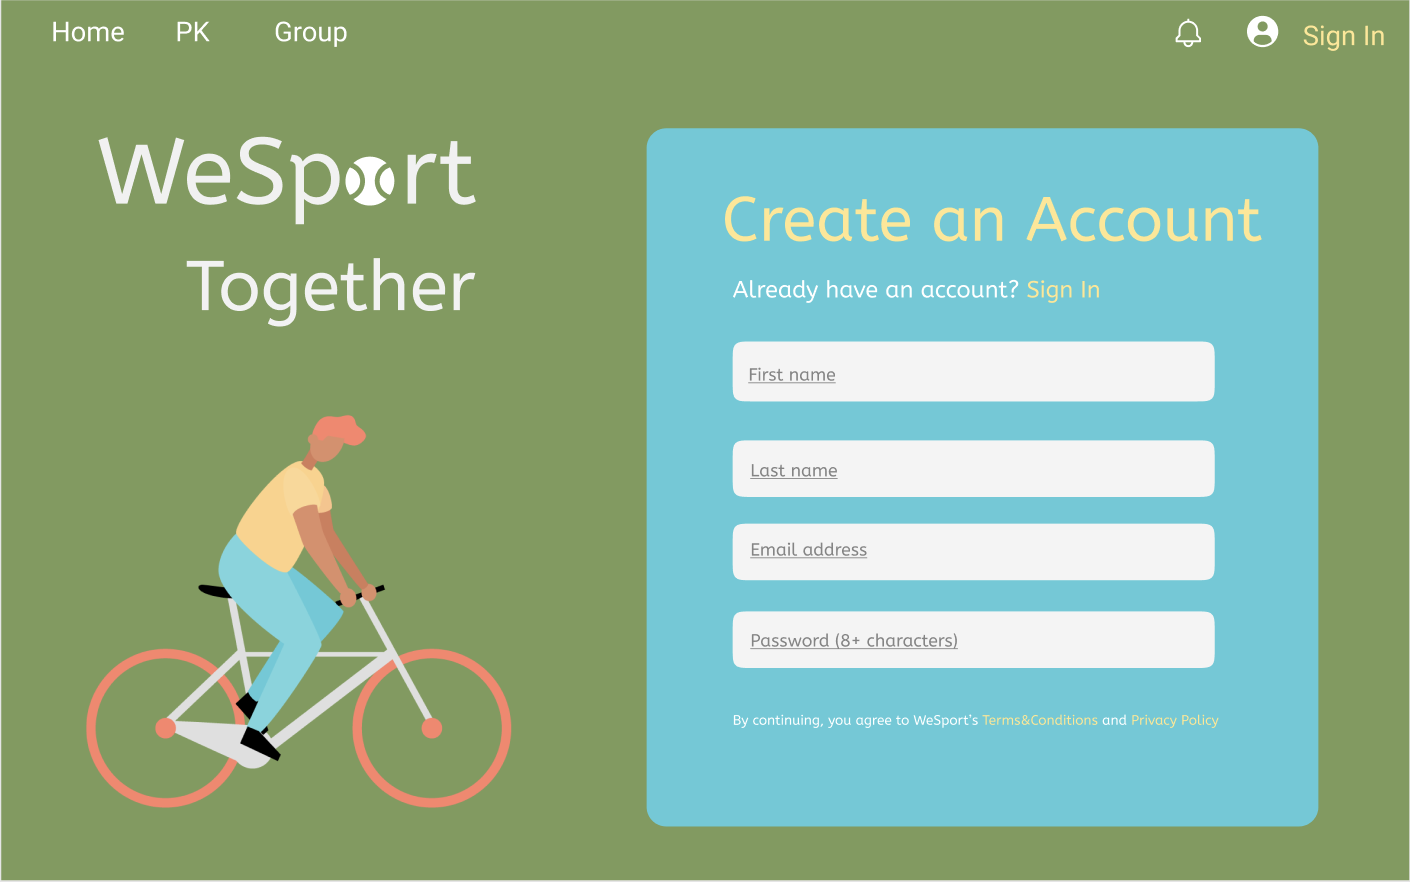 Home PK Group Sign In
WeSport
Together
Create an Account
Already have an account? Sign In
First name
Last name
Email address
Password (8+ characters)
By continuing, you agree to WeSport's Terms&Conditions and Privacy Policy